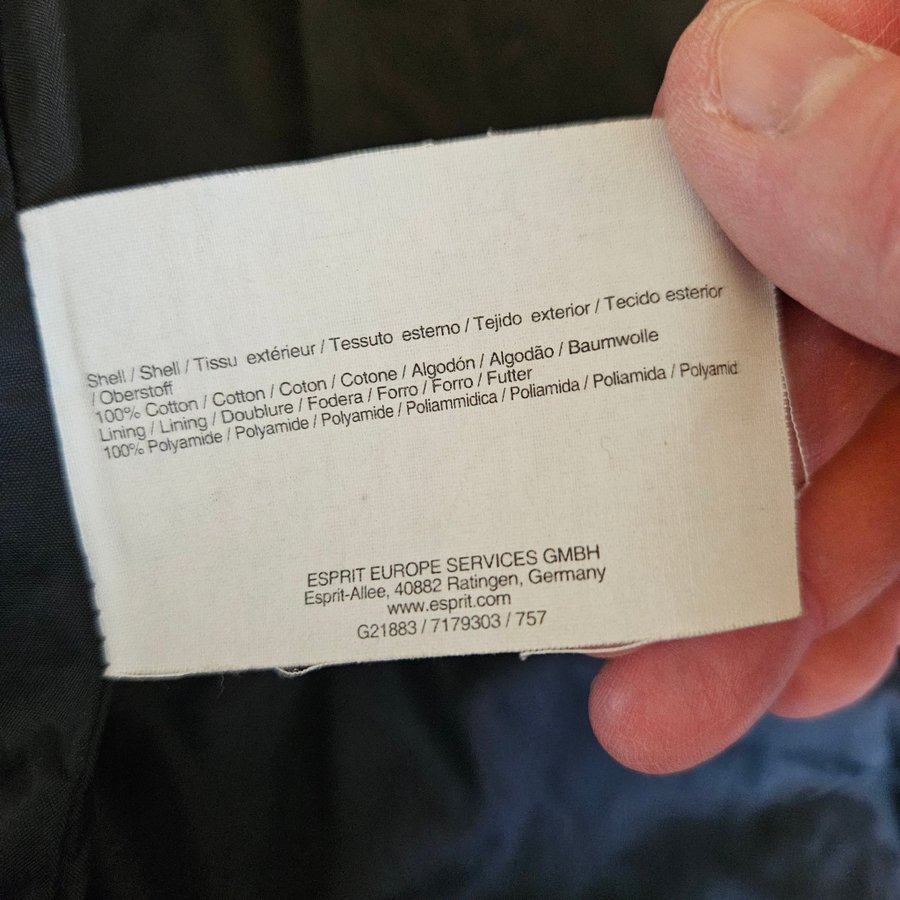 Shell / Shell / Tissu extérieur / Tessuto esterno / Tejido exterior / Tecido esterior
/ Oberstoff
100% Cotton / Cotton / Coton / Cotone / Algodón / Algodão / Baumwolle
Lining / Lining / Doublure / Fodera / Forro / Forro / Futter
100% Polyamide / Polyamide / Polyamide / Poliammidica / Poliamida / Poliamida / Polyamid
ESPRIT EUROPE SERVICES GMBH
Esprit-Allee, 40882 Ratingen, Germany
www.esprit.com
G21883 / 7179303 / 757